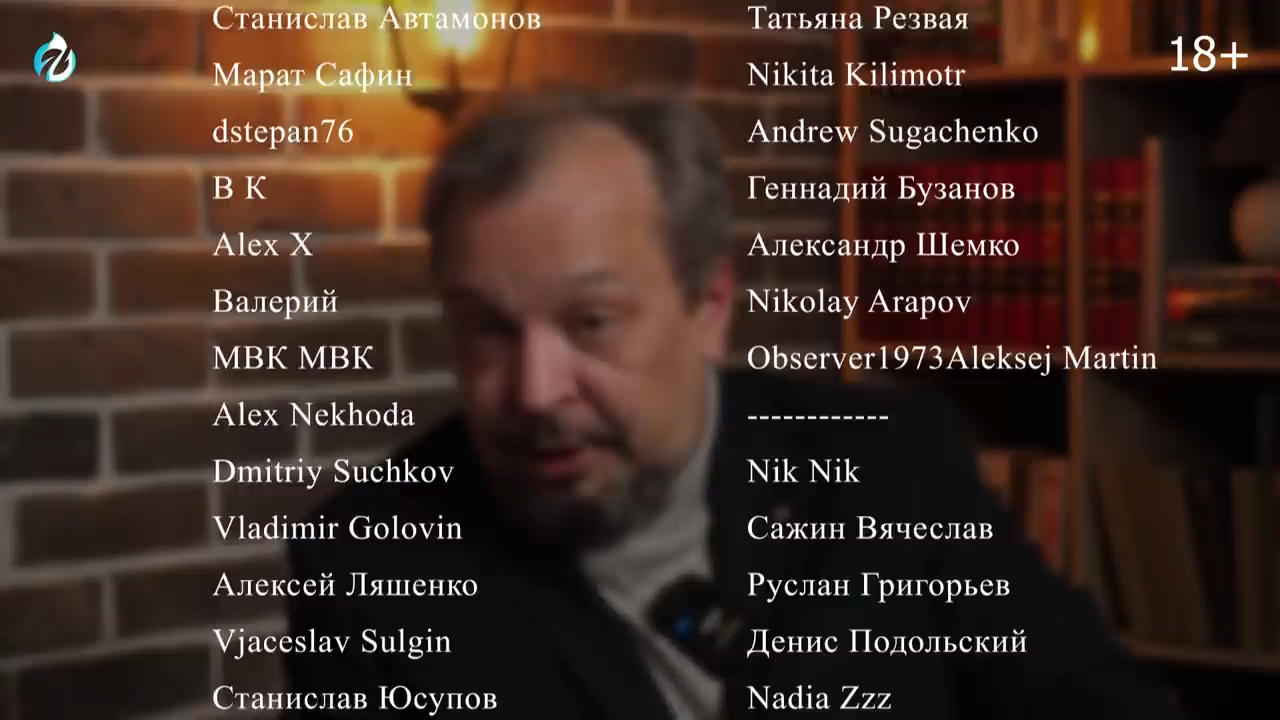 Станислав Автамонов
Марат Сафин
dstepan76
В К
Alex X
Валерий
МВК МВК
Alex Nekhoda
Dmitriy Suchkov
Vladimir Golovin
Алексей Ляшенко
Vjaceslav Sulgin
Станислав Юсупов
Татьяна Резвая
Nikita Kilimotr
Andrew Sugachenko
Геннадий Бузанов
Александр Шемко
Nikolay Arapov
Observer1973Aleksej Martin
------------
Nik Nik
Сажин Вячеслав
Руслан Григорьев
Денис Подольский
Nadia Zzz
18+